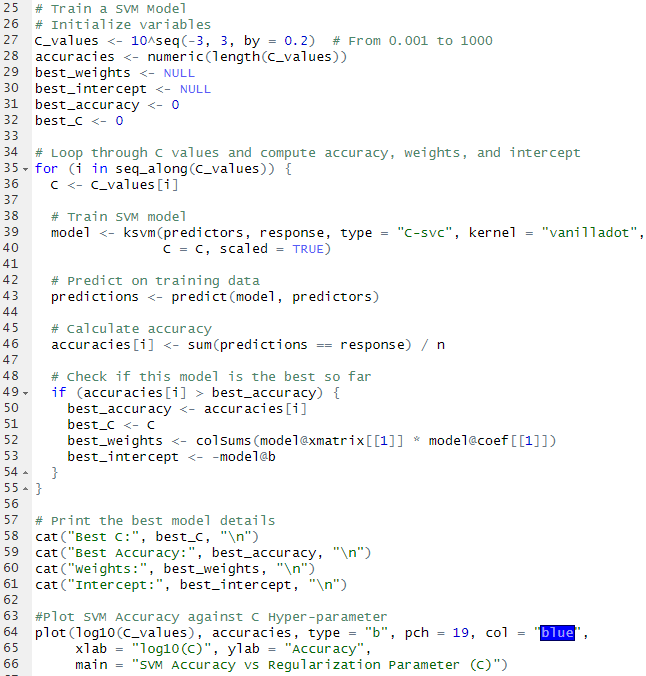 25 # Train a SVM Model
26 # Initialize variables
27 C_values <- 10^seq(-3, 3, by = 0.2)  # From 0.001 to 1000
28 accuracies <- numeric(length(C_values))
29 best_weights <- NULL
30 best_intercept <- NULL
31 best_accuracy <- 0
32 best_C <- 0
33
34 # Loop through C values and compute accuracy, weights, and intercept
35 for (i in seq_along(C_values)) {
36   C <- C_values[i]
37
38   # Train SVM model
39   model <- ksvm(predictors, response, type = "C-svc", kernel = "vanilladot",
40                 C = C, scaled = TRUE)
41
42   # Predict on training data
43   predictions <- predict(model, predictors)
44
45   # Calculate accuracy
46   accuracies[i] <- sum(predictions == response) / n
47
48   # Check if this model is the best so far
49   if (accuracies[i] > best_accuracy) {
50     best_accuracy <- accuracies[i]
51     best_C <- C
52     best_weights <- colSums(model@xmatrix[[1]] * model@coef[[1]])
53     best_intercept <- -model@b
54   }
55 }
56
57 # Print the best model details
58 cat("Best C:", best_C, "\n")
59 cat("Best Accuracy:", best_accuracy, "\n")
60 cat("Weights:", best_weights, "\n")
61 cat("Intercept:", best_intercept, "\n")
62
63 #Plot SVM Accuracy against C Hyper-parameter
64 plot(log10(C_values), accuracies, type = "b", pch = 19, col = "blue",
65      xlab = "log10(C)", ylab = "Accuracy",
66      main = "SVM Accuracy vs Regularization Parameter (C)")